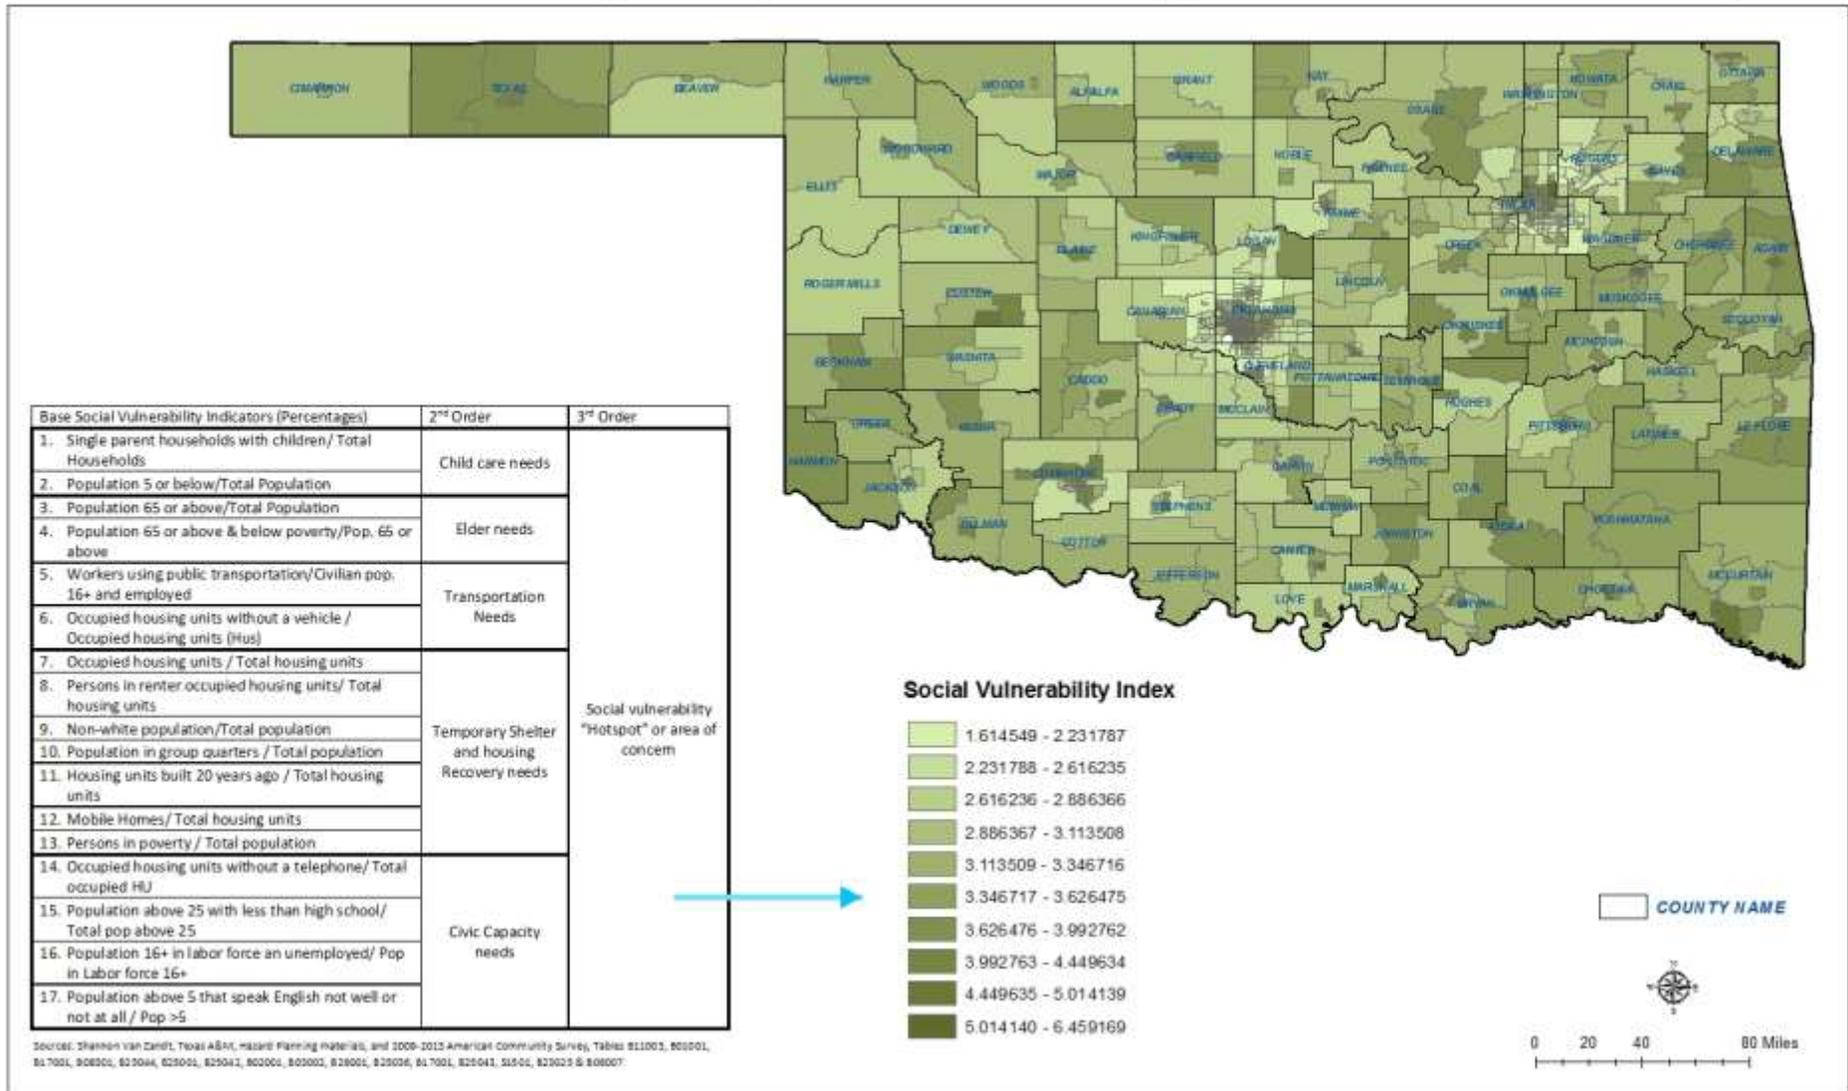 CIMARRON
TEXAS
BEAVER
HARPER
WOODS
ALFALFA
GRANT
KAY
OSAGE
WASHINGTON
NOWATA
CRAIG
OTTAWA
WOODWARD
MAJOR
GARFIELD
NOBLE
PAWNEE
ROGERS
MAYES
DELAWARE
ELLIS
DEWEY
BLAINE
KINGFISHER
LOGAN
PAYNE
CREEK
TULSA
WAGONER
CHEROKEE
ADAIR
ROGER MILLS
CUSTER
CANADIAN
OKLAHOMA
LINCOLN
OKMULGEE
MUSKOGEE
SEQUOYAH
BECKHAM
WASHITA
CADDO
GRADY
MCCLAIN
CLEVELAND
POTTAWATOMIE
SEMINOLE
OKFUSKEE
HUGHES
MCINTOSH
HASKELL
PITTSBURG
LATIMER
LE FLORE
GREER
KIOWA
HARMON
JACKSON
COMANCHE
TILLMAN
COTTON
STEPHENS
JEFFERSON
GARVIN
MURRAY
CARTER
LOVE
PONTOTOC
COAL
JOHNSTON
MARSHALL
ATOKA
BRYAN
PUSHMATAHA
CHOCTAW
MCCURTAIN
Base Social Vulnerability Indicators (Percentages)
2nd Order
3rd Order
1. Single parent households with children/ Total
Households
2. Population 5 or below/Total Population
Child care needs
3. Population 65 or above/Total Population
4. Population 65 or above & below poverty/Pop. 65 or
above
Elder needs
5. Workers using public transportation/Civilian pop.
16+ and employed
6. Occupied housing units without a vehicle /
Occupied housing units (Hus)
Transportation
Needs
7. Occupied housing units / Total housing units
8. Persons in renter occupied housing units/ Total
housing units
9. Non-white population/Total population
10. Population in group quarters / Total population
11. Housing units built 20 years ago / Total housing
units
12. Mobile Homes/ Total housing units
13. Persons in poverty / Total population
Temporary Shelter
and housing
Recovery needs
14. Occupied housing units without a telephone/ Total
occupied HU
15. Population above 25 with less than high school/
Total pop above 25
16. Population 16+ in labor force an unemployed/ Pop
in Labor force 16+
17. Population above 5 that speak English not well or
not at all / Pop >5
Civic Capacity
needs
Social vulnerability
"Hotspot" or area of
concern
Sources: Shannon Van Zandt, Texas A&M, Hazard Planning materials, and American Community Survey, Tables
Social Vulnerability Index
1.614549 - 2.231787
2.231788 - 2.616235
2.616236 - 2.886366
2.886367 - 3.113508
3.113509 - 3.346716
3.346717 - 3.626475
3.626476 - 3.992762
3.992763 - 4.449634
4.449635 - 5.014139
5.014140 - 6.459169
COUNTY NAME
0 20 40 80 Miles